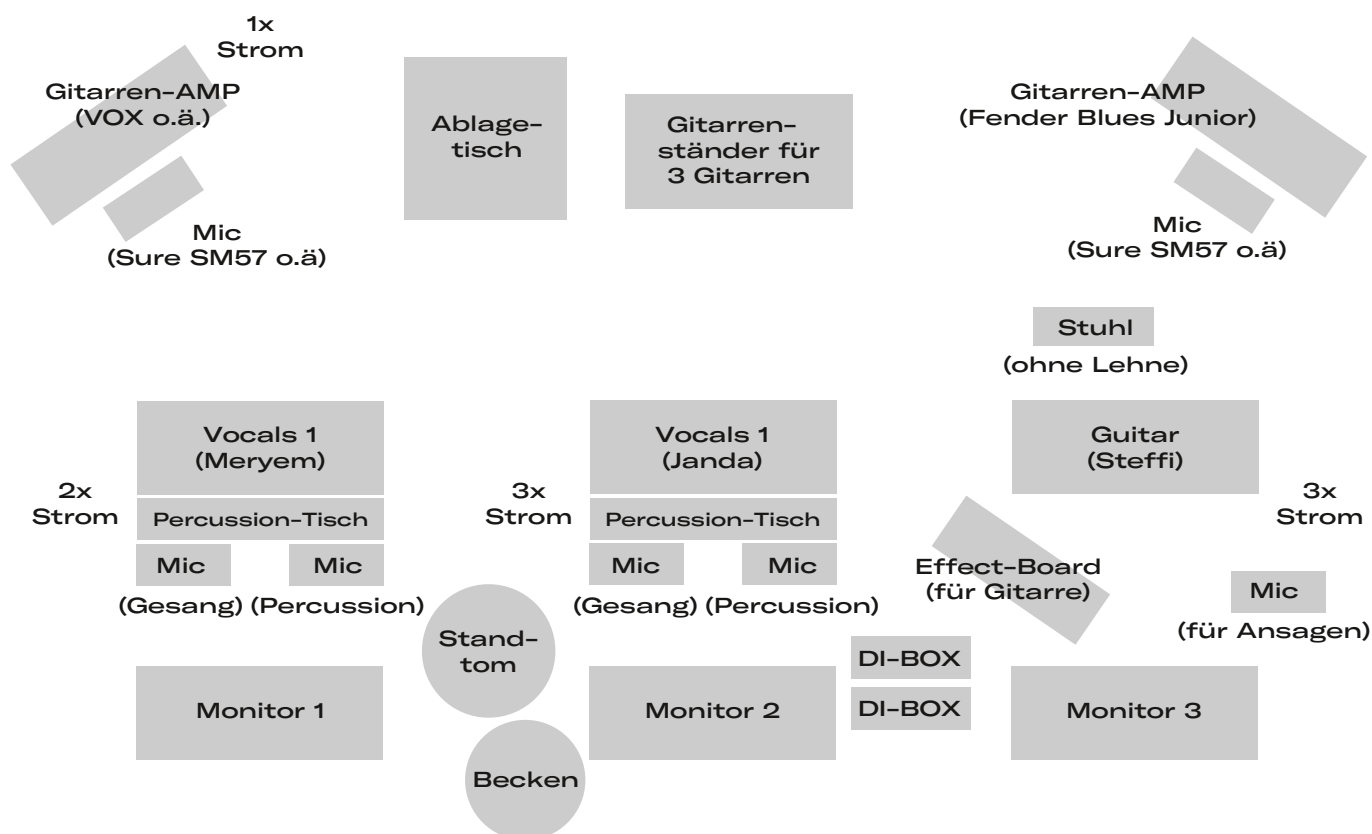 1x
Strom
Gitarren-AMP
(VOX o.ä.)
Mic
(Sure SM57 o.ä)
Ablage-
tisch
Gitarren-
ständer für
3 Gitarren
Gitarren-AMP
(Fender Blues Junior)
Mic
(Sure SM57 o.ä)
Stuhl
(ohne Lehne)
2x
Strom
Vocals 1
(Meryem)
Percussion-Tisch
Mic
(Gesang)
Mic
(Percussion)
3x
Strom
Vocals 1
(Janda)
Percussion-Tisch
Mic
(Gesang)
Mic
(Percussion)
Guitar
(Steffi)
3x
Strom
Effect-Board
(für Gitarre)
Mic
(für Ansagen)
Stand-
tom
DI-BOX
DI-BOX
Monitor 1
Monitor 2
Monitor 3
Becken